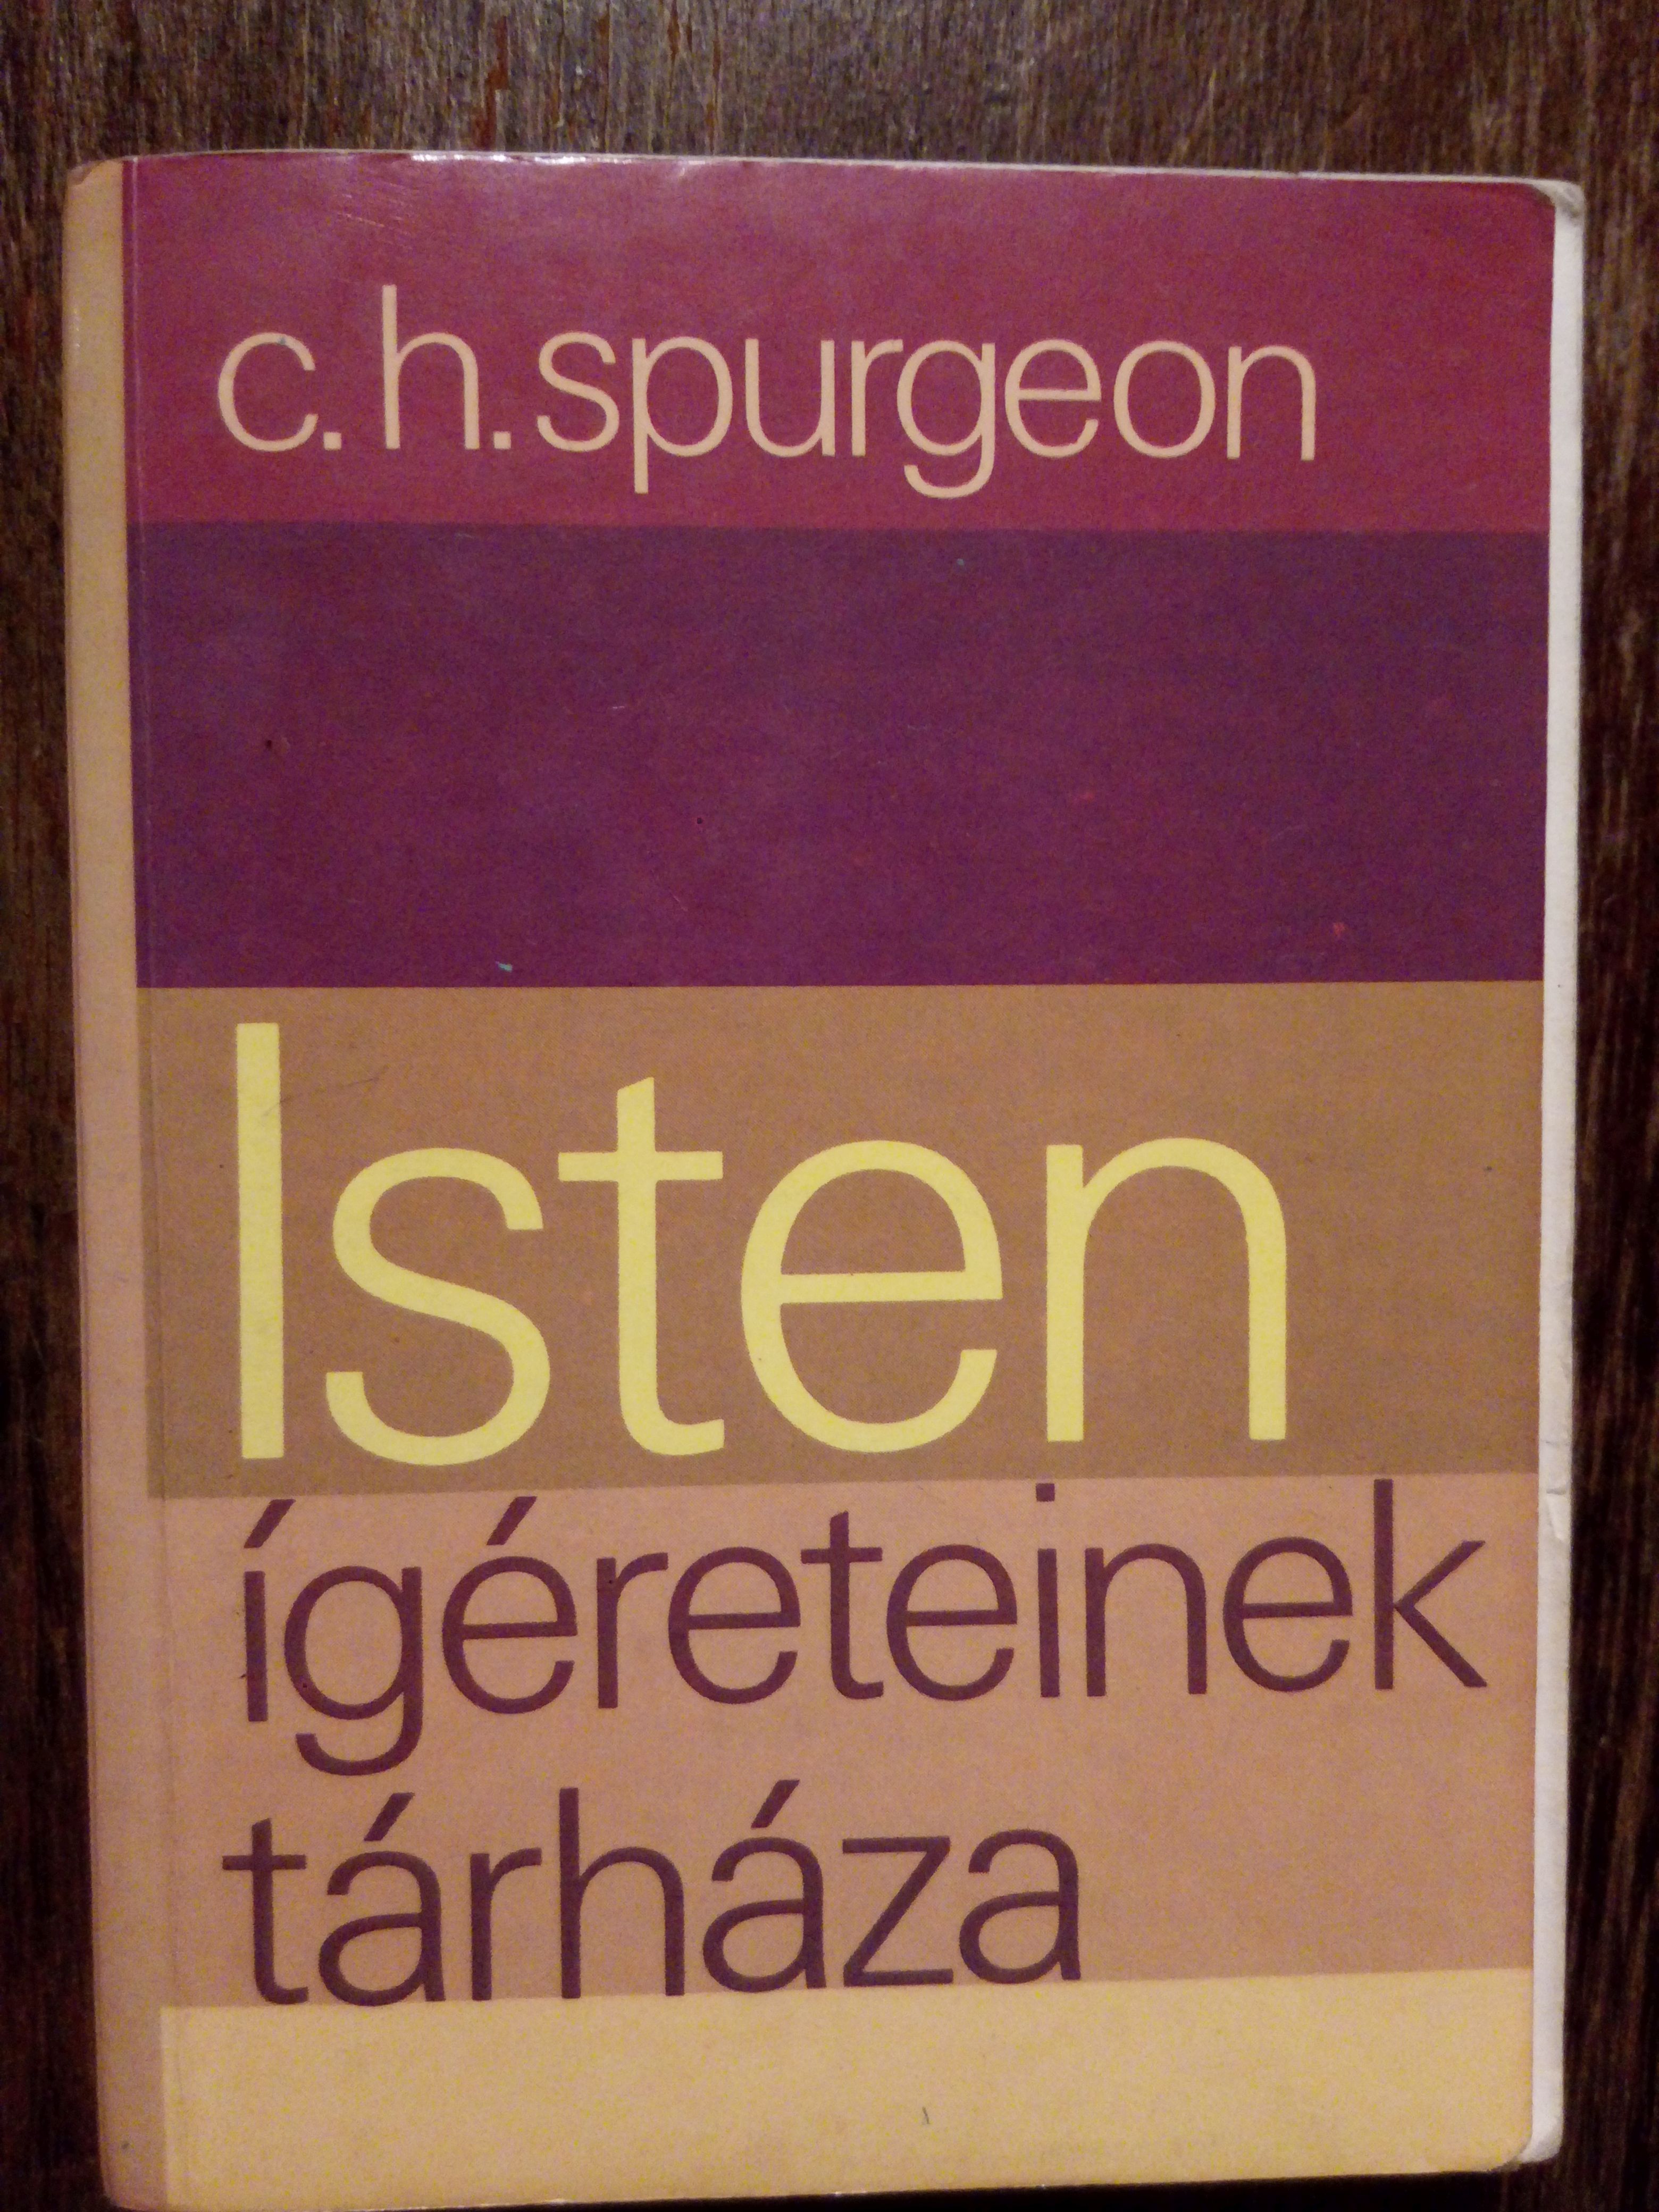 c. h. spurgeon
Isten
ígéreteinek
tárháza